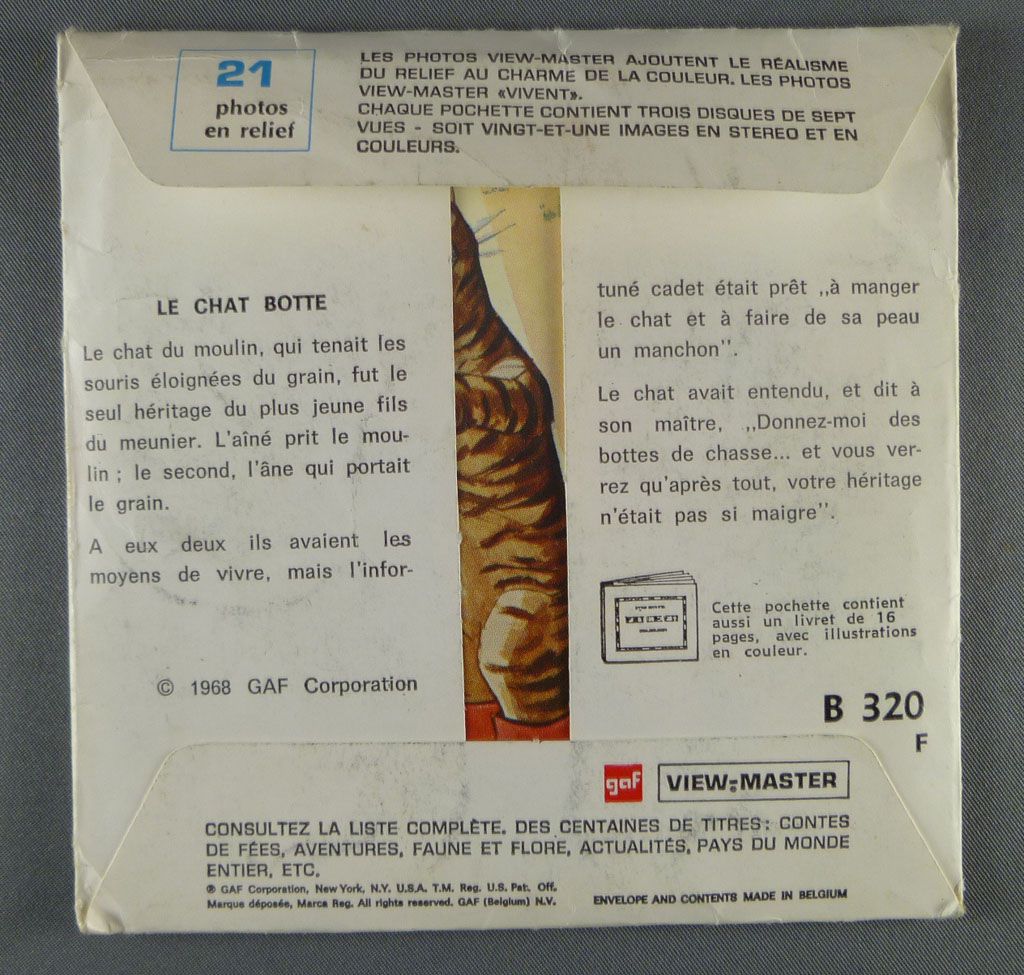 21
photos
en relief
LES PHOTOS VIEW-MASTER AJOUTENT LE RÉALISME
DU RELIEF AU CHARME DE LA COULEUR. LES PHOTOS
VIEW-MASTER «VIVENT».
CHAQUE POCHETTE CONTIENT TROIS DISQUES DE SEPT
VUES - SOIT VINGT-ET-UNE IMAGES EN STEREO ET EN
COULEURS.
LE CHAT BOTTE
Le chat du moulin, qui tenait les
souris éloignées du grain, fut le
seul héritage du plus jeune fils
du meunier. L'aîné prit le mou-
lin ; le second, l'âne qui portait
le grain.
A eux deux ils avaient les
moyens de vivre, mais l'infor-
© 1968 GAF Corporation
tuné cadet était prêt „à manger
le chat et à faire de sa peau
un manchon".
Le chat avait entendu, et dit à
son maître, „Donnez-moi des
bottes de chasse... et vous ver-
rez qu'après tout, votre héritage
n'était pas si maigre".
Cette pochette contient
aussi un livret de 16
pages, avec illustrations
en couleur.
B 320
F
gaf VIEW-MASTER
CONSULTEZ LA LISTE COMPLÈTE. DES CENTAINES DE TITRES : CONTES
DE FÉES, AVENTURES, FAUNE ET FLORE, ACTUALITÉS, PAYS DU MONDE
ENTIER, ETC.
® GAF Corporation, New York, N.Y. U.S.A. T.M. Reg. U.S. Pat. Off.
Marque déposée, Marca Reg. All rights reserved. GAF (Belgium) N.V.
ENVELOPE AND CONTENTS MADE IN BELGIUM